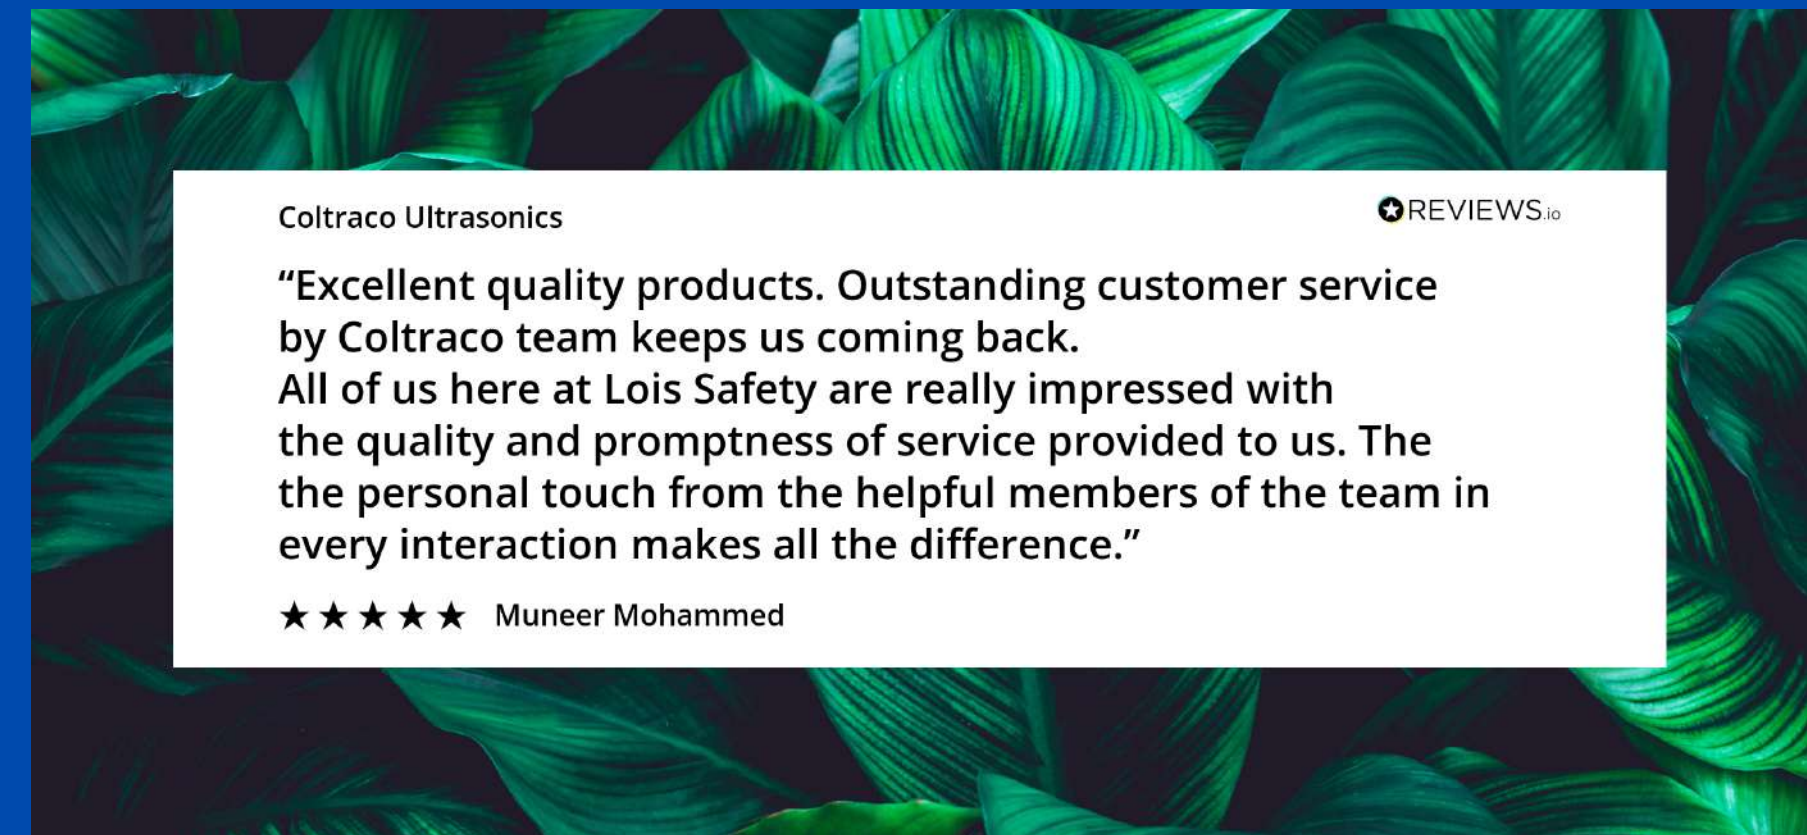 Coltraco Ultrasonics
REVIEWS.io
“Excellent quality products. Outstanding customer service
by Coltraco team keeps us coming back.
All of us here at Lois Safety are really impressed with
the quality and promptness of service provided to us. The
the personal touch from the helpful members of the team in
every interaction makes all the difference.”
★★★★★ Muneer Mohammed